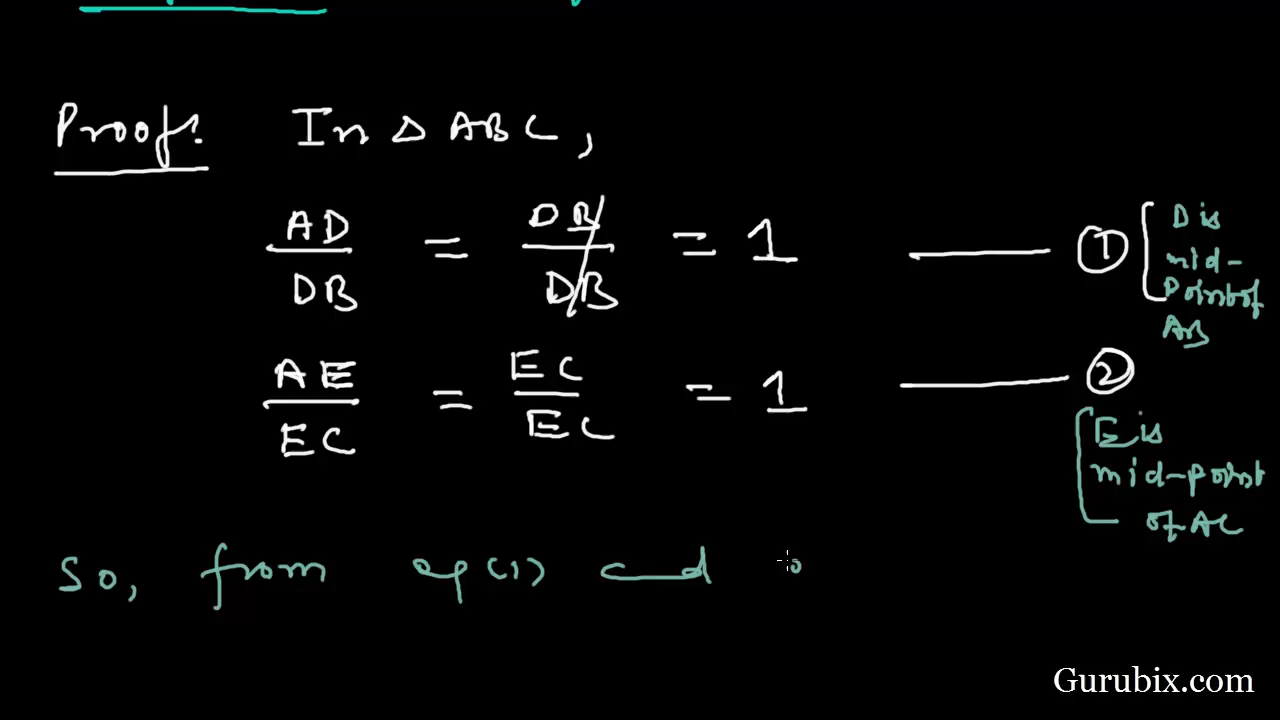 Proof: In △ ABC,
AD/DB = DB/DB = 1 ——— ① [D is
mid-
point of
AB
AE/EC = EC/EC = 1 ——— ②
[E is
mid-point
of AC
So, from eq(1) and
Gurubix.com